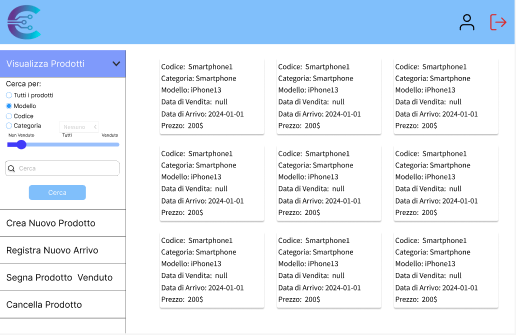 Visualizza Prodotti
Cerca per:
Tutti i prodotti
Modello
Codice
Categoria
Non Venduto Tutti Venduto
Cerca
Cerca
Crea Nuovo Prodotto
Registra Nuovo Arrivo
Segna Prodotto Venduto
Cancella Prodotto
Codice: Smartphone1
Categoria: Smartphone
Modello: iPhone13
Data di Vendita: null
Data di Arrivo: 2024-01-01
Prezzo: 200$
Codice: Smartphone1
Categoria: Smartphone
Modello: iPhone13
Data di Vendita: null
Data di Arrivo: 2024-01-01
Prezzo: 200$
Codice: Smartphone1
Categoria: Smartphone
Modello: iPhone13
Data di Vendita: null
Data di Arrivo: 2024-01-01
Prezzo: 200$
Codice: Smartphone1
Categoria: Smartphone
Modello: iPhone13
Data di Vendita: null
Data di Arrivo: 2024-01-01
Prezzo: 200$
Codice: Smartphone1
Categoria: Smartphone
Modello: iPhone13
Data di Vendita: null
Data di Arrivo: 2024-01-01
Prezzo: 200$
Codice: Smartphone1
Categoria: Smartphone
Modello: iPhone13
Data di Vendita: null
Data di Arrivo: 2024-01-01
Prezzo: 200$
Codice: Smartphone1
Categoria: Smartphone
Modello: iPhone13
Data di Vendita: null
Data di Arrivo: 2024-01-01
Prezzo: 200$
Codice: Smartphone1
Categoria: Smartphone
Modello: iPhone13
Data di Vendita: null
Data di Arrivo: 2024-01-01
Prezzo: 200$
Codice: Smartphone1
Categoria: Smartphone
Modello: iPhone13
Data di Vendita: null
Data di Arrivo: 2024-01-01
Prezzo: 200$